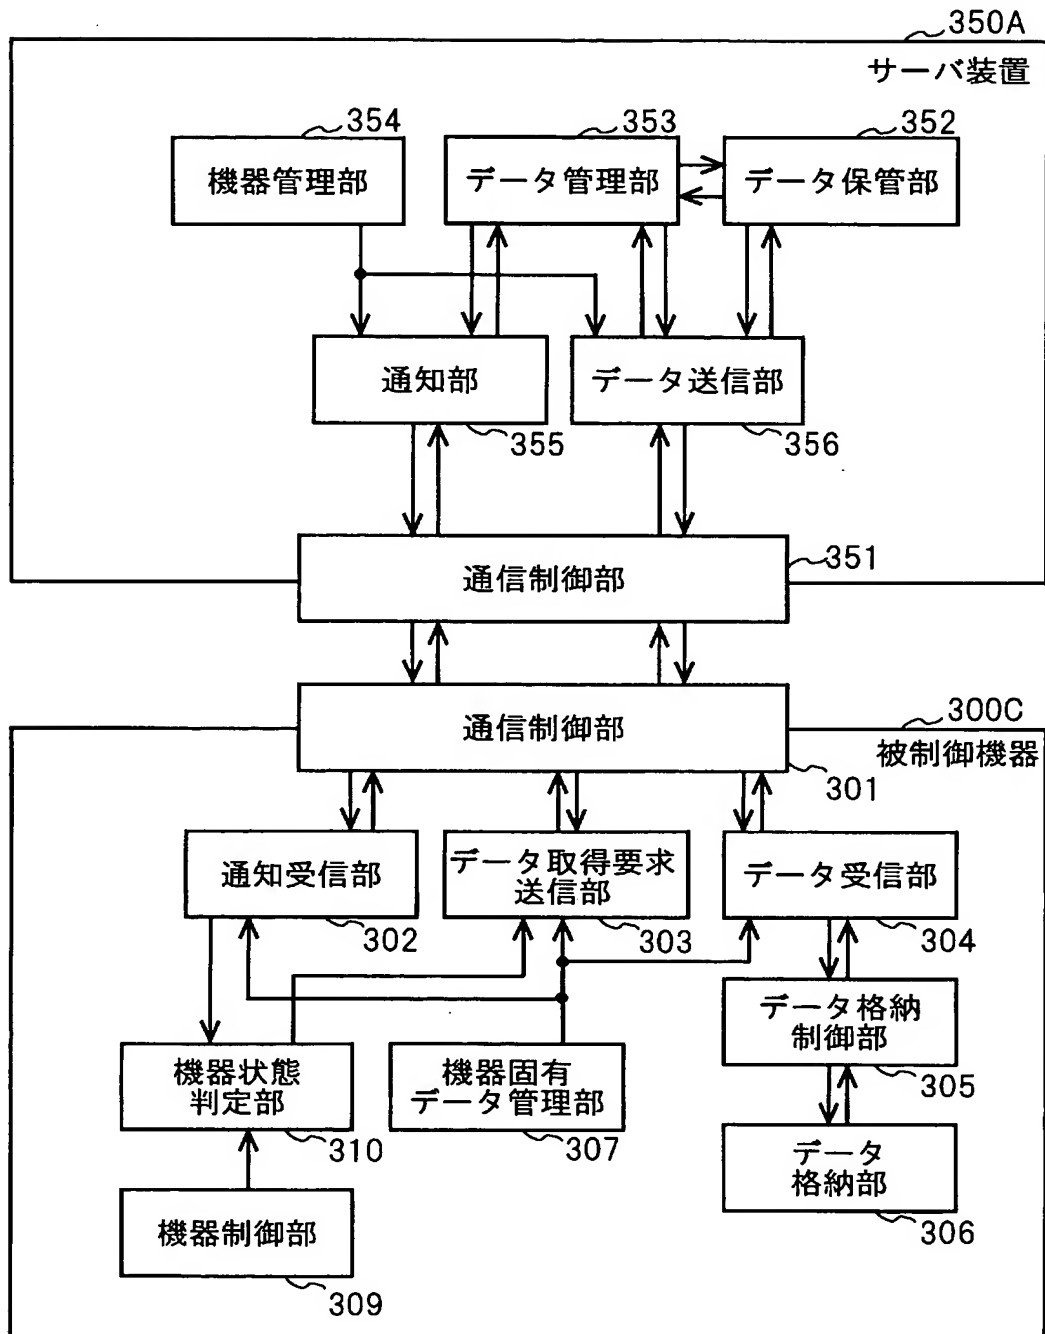 350A
サーバ装置
354
353
352
機器管理部
データ管理部
データ保管部
通知部
データ送信部
355
356
通信制御部
351
通信制御部
300C
被制御機器
301
通知受信部
データ取得要求
送信部
データ受信部
302
303
304
データ格納
制御部
305
機器状態
判定部
機器固有
データ管理部
310
307
データ
格納部
306
機器制御部
309